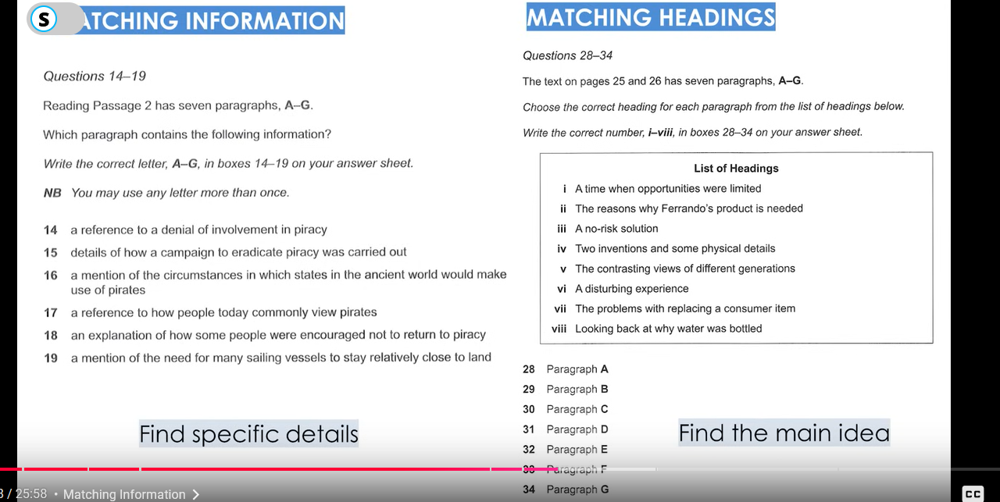 S
ATCHING INFORMATION
Questions 14–19
Reading Passage 2 has seven paragraphs, A–G.
Which paragraph contains the following information?
Write the correct letter, A–G, in boxes 14–19 on your answer sheet.
NB You may use any letter more than once.
14 a reference to a denial of involvement in piracy
15 details of how a campaign to eradicate piracy was carried out
16 a mention of the circumstances in which states in the ancient world would make
use of pirates
17 a reference to how people today commonly view pirates
18 an explanation of how some people were encouraged not to return to piracy
19 a mention of the need for many sailing vessels to stay relatively close to land
Find specific details
MATCHING HEADINGS
Questions 28–34
The text on pages 25 and 26 has seven paragraphs, A–G.
Choose the correct heading for each paragraph from the list of headings below.
Write the correct number, i–viii, in boxes 28–34 on your answer sheet.
List of Headings
i A time when opportunities were limited
ii The reasons why Ferrando's product is needed
iii A no-risk solution
iv Two inventions and some physical details
v The contrasting views of different generations
vi A disturbing experience
vii The problems with replacing a consumer item
viii Looking back at why water was bottled
28 Paragraph A
29 Paragraph B
30 Paragraph C
31 Paragraph D
32 Paragraph E
33 Paragraph F
34 Paragraph G
Find the main idea
/ 25:58 • Matching Information >
CC